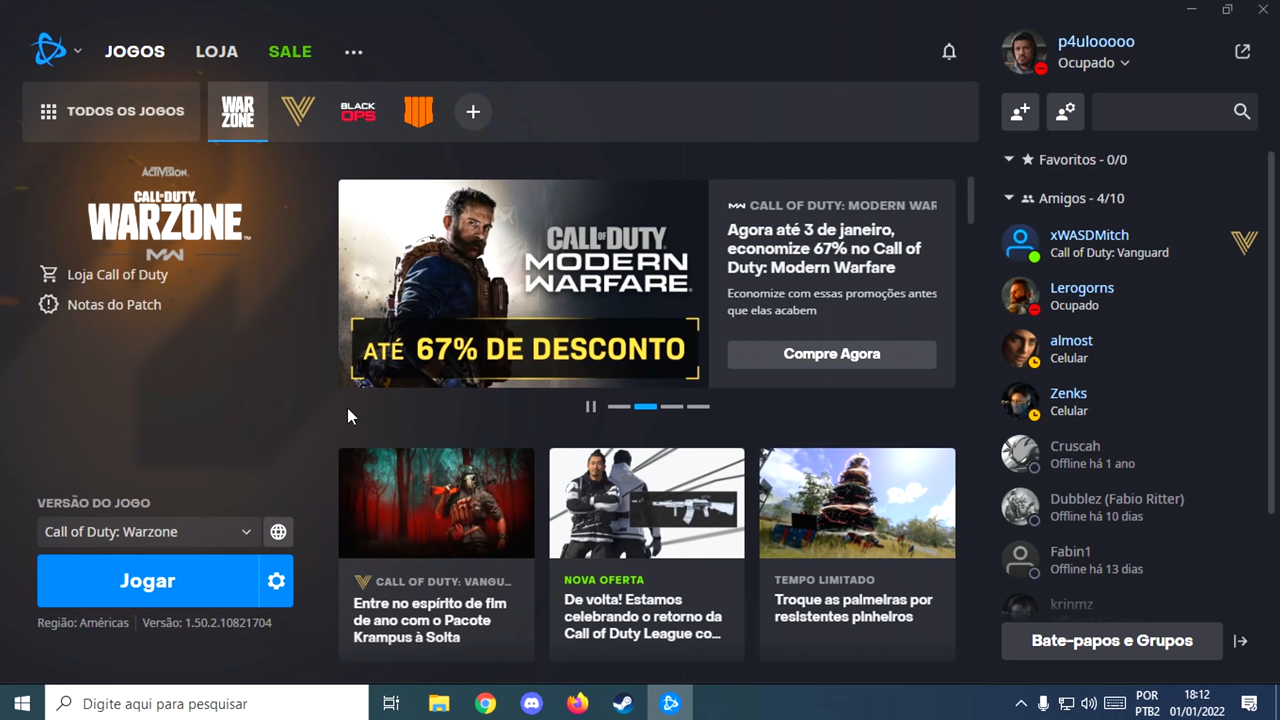 JOGOS
LOJA
SALE
p4ulooooo
Ocupado
TODOS OS JOGOS
WAR
ZONE
BLACK
OPS
ACTIVISION
CALL OF DUTY
WARZONE
MW
Loja Call of Duty
Notas do Patch
CALL OF DUTY
MODERN
WARFARE
ATÉ 67% DE DESCONTO
CALL OF DUTY: MODERN WAR
Agora até 3 de janeiro,
economize 67% no Call of
Duty: Modern Warfare
Economize com essas promoções antes
que elas acabem
Compre Agora
Favoritos - 0/0
Amigos - 4/10
xWASDMitch
Call of Duty: Vanguard
Lerogorns
Ocupado
almost
Celular
Zenks
Celular
Cruscah
Offline há 1 ano
Dubblez (Fabio Ritter)
Offline há 10 dias
Fabin1
Offline há 13 dias
krinmz
Bate-papos e Grupos
VERSÃO DO JOGO
Call of Duty: Warzone
Jogar
Região: Américas
Versão: 1.50.2.10821704
CALL OF DUTY: VANGU...
Entre no espírito de fim
de ano com o Pacote
Krampus à Solta
NOVA OFERTA
De volta! Estamos
celebrando o retorno da
Call of Duty League co...
TEMPO LIMITADO
Troque as palmeiras por
resistentes pinheiros
Digite aqui para pesquisar
POR
PTB2
18:12
01/01/2022